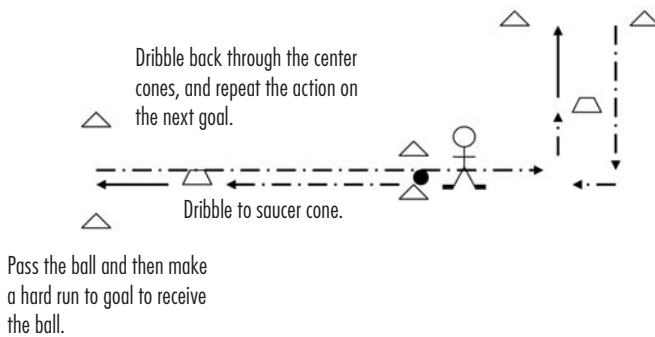 Dribble back through the center
cones, and repeat the action on
the next goal.
Dribble to saucer cone.
Pass the ball and then make
a hard run to goal to receive
the ball.